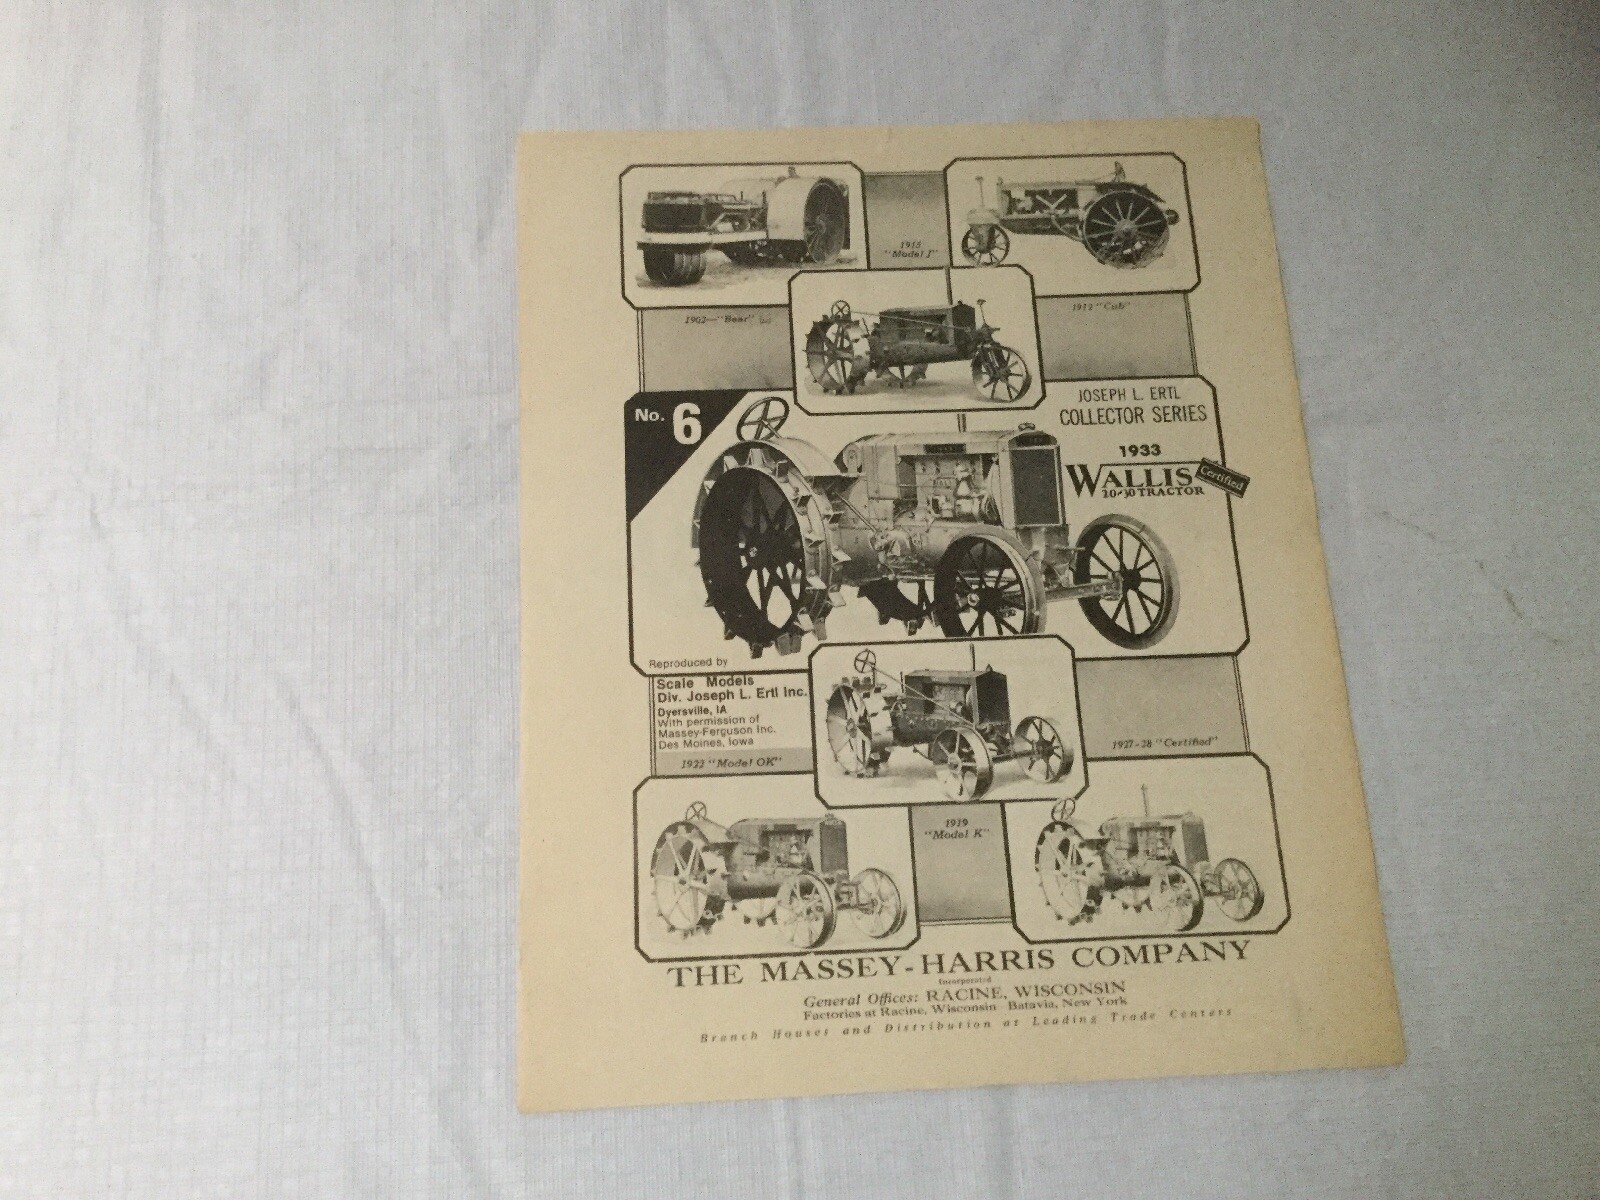 1915
"Model J"
1902—"Bear"
1911 "Cub"
No. 6
JOSEPH L. ERTL
COLLECTOR SERIES
1933
WALLIS
Certified
20-30 TRACTOR
Reproduced by
Scale Models
Div. Joseph L. Ertl Inc.
Dyersville, IA
With permission of
Massey-Ferguson Inc.
Des Moines, Iowa
1922 "Model OK"
1927-28 "Certified"
1919
"Model K"
THE MASSEY-HARRIS COMPANY
Incorporated
General Offices: RACINE, WISCONSIN
Factories at Racine, Wisconsin Batavia, New York
Branch Houses and Distribution at Leading Trade Centers